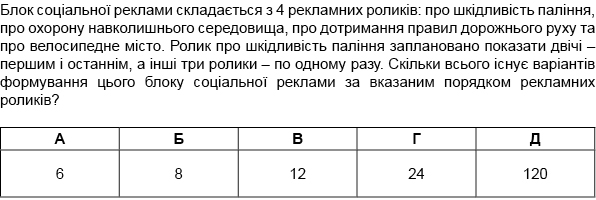 Блок соціальної реклами складається з 4 рекламних роликів: про шкідливість паління,
про охорону навколишнього середовища, про дотримання правил дорожнього руху та
про велосипедне місто. Ролик про шкідливість паління заплановано показати двічі –
першим і останнім, а інші три ролики – по одному разу. Скільки всього існує варіантів
формування цього блоку соціальної реклами за вказаним порядком рекламних
роликів?
А Б В Г Д
6 8 12 24 120